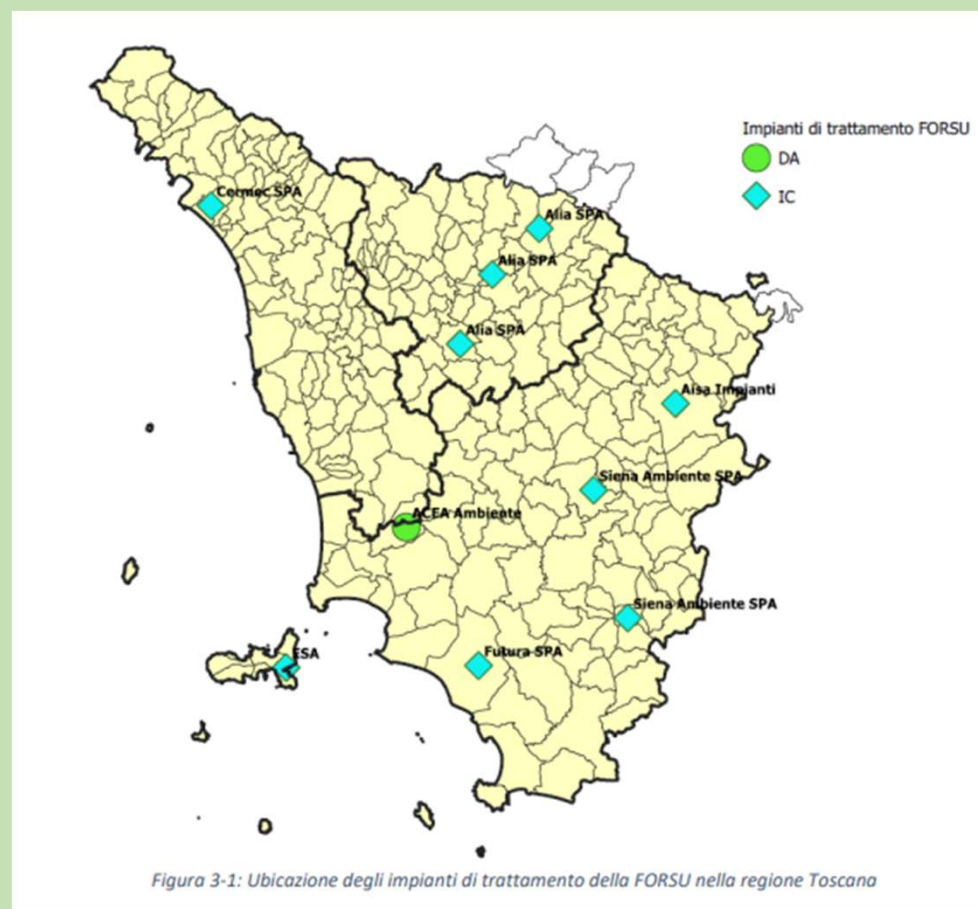 Impianti di trattamento FORSU
DA
IC
Cermec SPA
Alia SPA
Alia SPA
Alia SPA
Aisa Impianti
Siena Ambiente SPA
ACEA Ambiente
Siena Ambiente SPA
ESA
Futura SPA
Figura 3-1: Ubicazione degli impianti di trattamento della FORSU nella regione Toscana